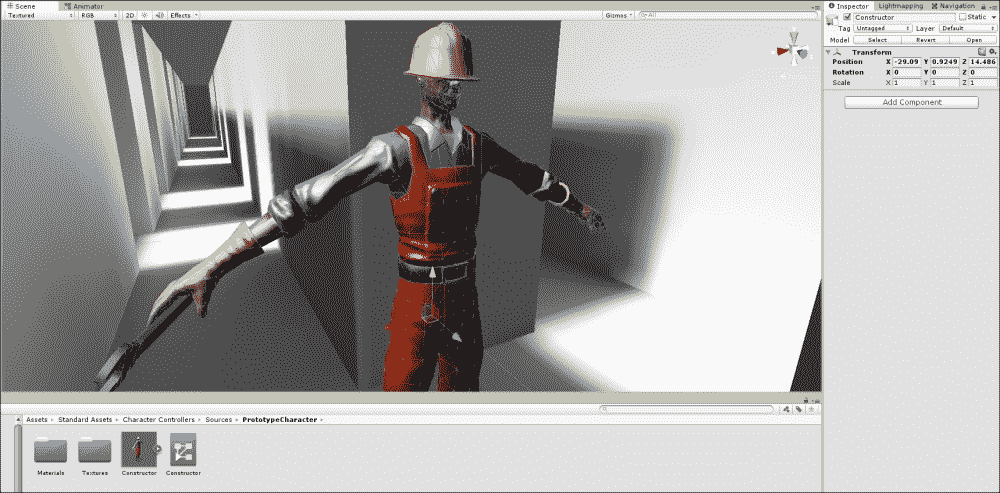 Scene Animator
Textured RGB 2D Effects Gizmos All
Assets Standard Assets Character Controllers Sources PrototypeCharacter
Materials Textures Constructor Constructor
Inspector Lightmapping Navigation
Constructor Static
Tag Untagged Layer Default
Model Select Revert Open
Transform
Position X -29.09 Y 0.9249 Z 14.486
Rotation X 0 Y 0 Z 0
Scale X 1 Y 1 Z 1
Add Component